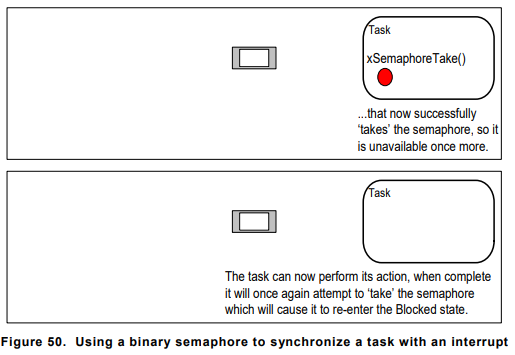 Task
xSemaphoreTake()
...that now successfully
'takes' the semaphore, so it
is unavailable once more.
Task
The task can now perform its action, when complete
it will once again attempt to 'take' the semaphore
which will cause it to re-enter the Blocked state.
Figure 50. Using a binary semaphore to synchronize a task with an interrupt